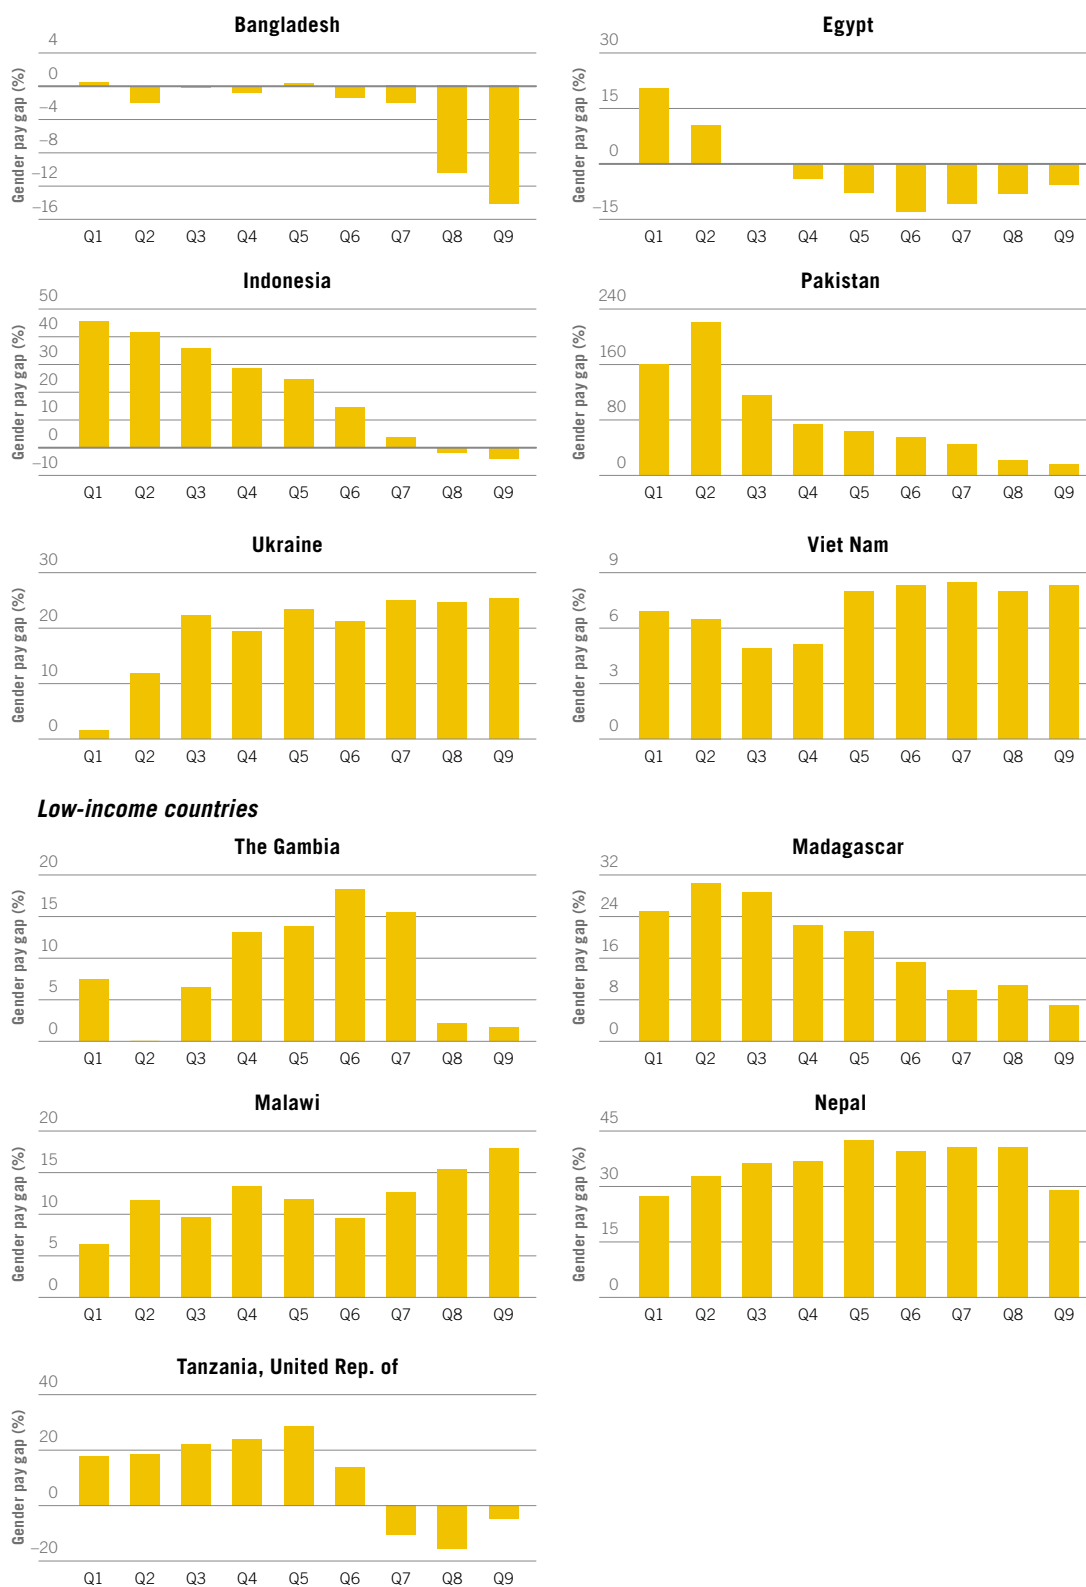 Bangladesh
Gender pay gap (%)
4
0
–4
–8
–12
–16
Q1 Q2 Q3 Q4 Q5 Q6 Q7 Q8 Q9
Egypt
Gender pay gap (%)
30
15
0
–15
Q1 Q2 Q3 Q4 Q5 Q6 Q7 Q8 Q9
Indonesia
Gender pay gap (%)
50
40
30
20
10
0
–10
Q1 Q2 Q3 Q4 Q5 Q6 Q7 Q8 Q9
Pakistan
Gender pay gap (%)
240
160
80
0
Q1 Q2 Q3 Q4 Q5 Q6 Q7 Q8 Q9
Ukraine
Gender pay gap (%)
30
20
10
0
Q1 Q2 Q3 Q4 Q5 Q6 Q7 Q8 Q9
Viet Nam
Gender pay gap (%)
9
6
3
0
Q1 Q2 Q3 Q4 Q5 Q6 Q7 Q8 Q9
Low-income countries
The Gambia
Gender pay gap (%)
20
15
10
5
0
Q1 Q2 Q3 Q4 Q5 Q6 Q7 Q8 Q9
Madagascar
Gender pay gap (%)
32
24
16
8
0
Q1 Q2 Q3 Q4 Q5 Q6 Q7 Q8 Q9
Malawi
Gender pay gap (%)
20
15
10
5
0
Q1 Q2 Q3 Q4 Q5 Q6 Q7 Q8 Q9
Nepal
Gender pay gap (%)
45
30
15
0
Q1 Q2 Q3 Q4 Q5 Q6 Q7 Q8 Q9
Tanzania, United Rep. of
Gender pay gap (%)
40
20
0
–20
Q1 Q2 Q3 Q4 Q5 Q6 Q7 Q8 Q9